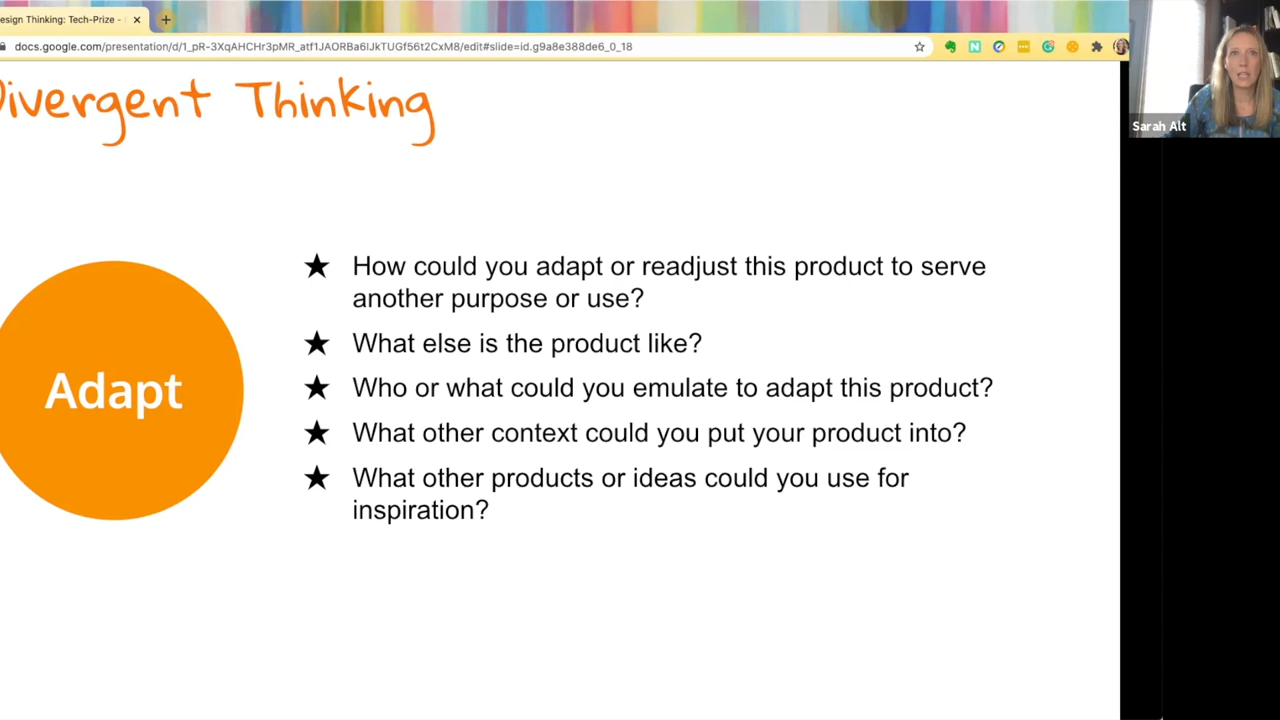 esign Thinking: Tech-Prize -
docs.google.com/presentation/d/1_pR-3XqAHCHr3pMR_atf1JAORBa6lJkTUGf56t2CxM8/edit#slide=id.g9a8e388de6_0_18
Divergent Thinking
Sarah Alt
Adapt
★ How could you adapt or readjust this product to serve
another purpose or use?
★ What else is the product like?
★ Who or what could you emulate to adapt this product?
★ What other context could you put your product into?
★ What other products or ideas could you use for
inspiration?